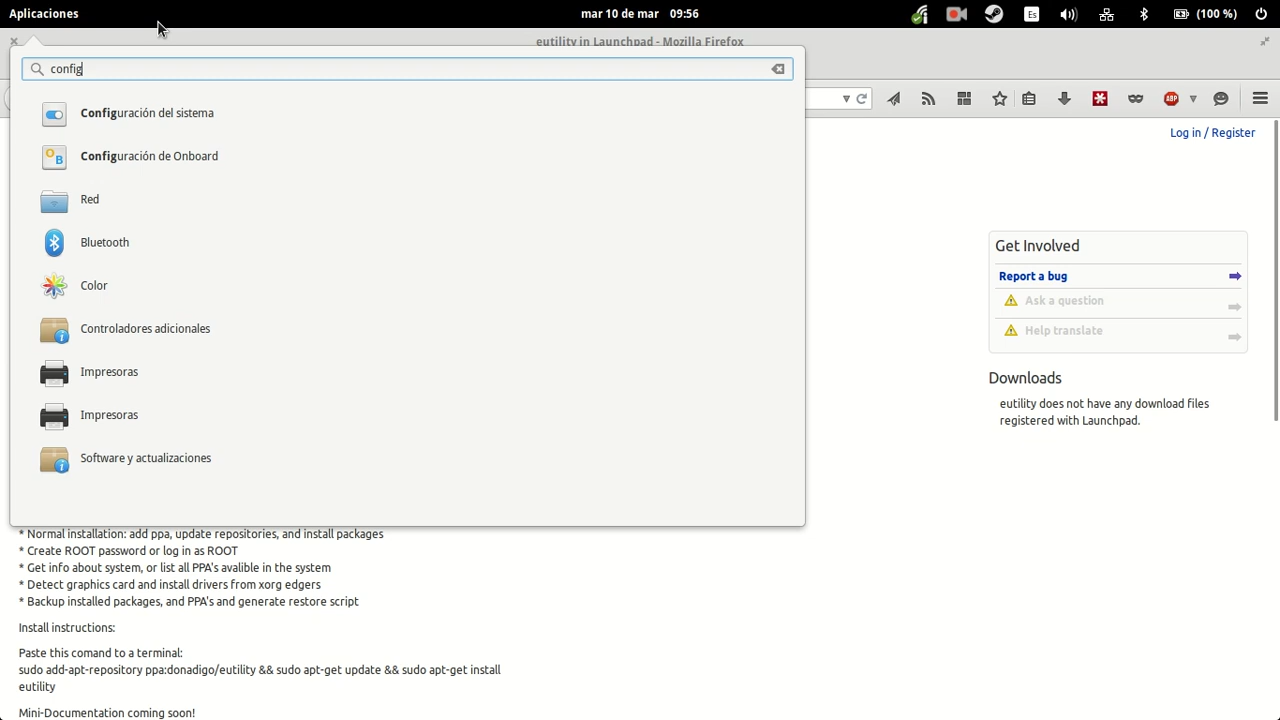 Aplicaciones
mar 10 de mar 09:56
Es
(100 %)
eutility in Launchpad - Mozilla Firefox
config
Configuración del sistema
Configuración de Onboard
Red
Bluetooth
Color
Controladores adicionales
Impresoras
Impresoras
Software y actualizaciones
ABP
Log in / Register
Get Involved
Report a bug
Ask a question
Help translate
Downloads
eutility does not have any download files
registered with Launchpad.
* Normal installation: add ppa, update repositories, and install packages
* Create ROOT password or log in as ROOT
* Get info about system, or list all PPA's avalible in the system
* Detect graphics card and install drivers from xorg edgers
* Backup installed packages, and PPA's and generate restore script
Install instructions:
Paste this comand to a terminal:
sudo add-apt-repository ppa:donadigo/eutility && sudo apt-get update && sudo apt-get install
eutility
Mini-Documentation coming soon!